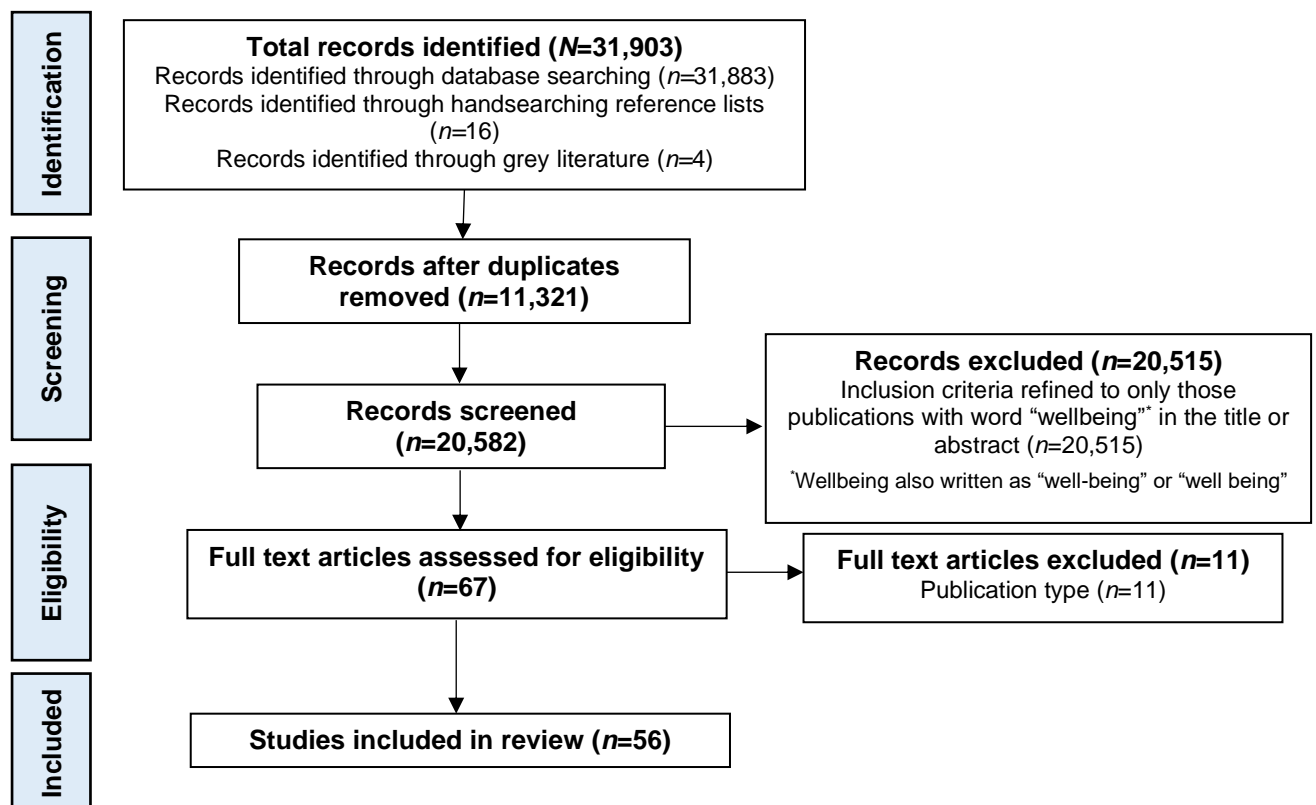 Identification
Total records identified (N=31,903)
Records identified through database searching (n=31,883)
Records identified through handsearching reference lists
(n=16)
Records identified through grey literature (n=4)
Screening
Records after duplicates
removed (n=11,321)
Records screened
(n=20,582)
Records excluded (n=20,515)
Inclusion criteria refined to only those
publications with word “wellbeing”* in the title or
abstract (n=20,515)
*Wellbeing also written as “well-being” or “well being”
Eligibility
Full text articles assessed for eligibility
(n=67)
Full text articles excluded (n=11)
Publication type (n=11)
Included
Studies included in review (n=56)